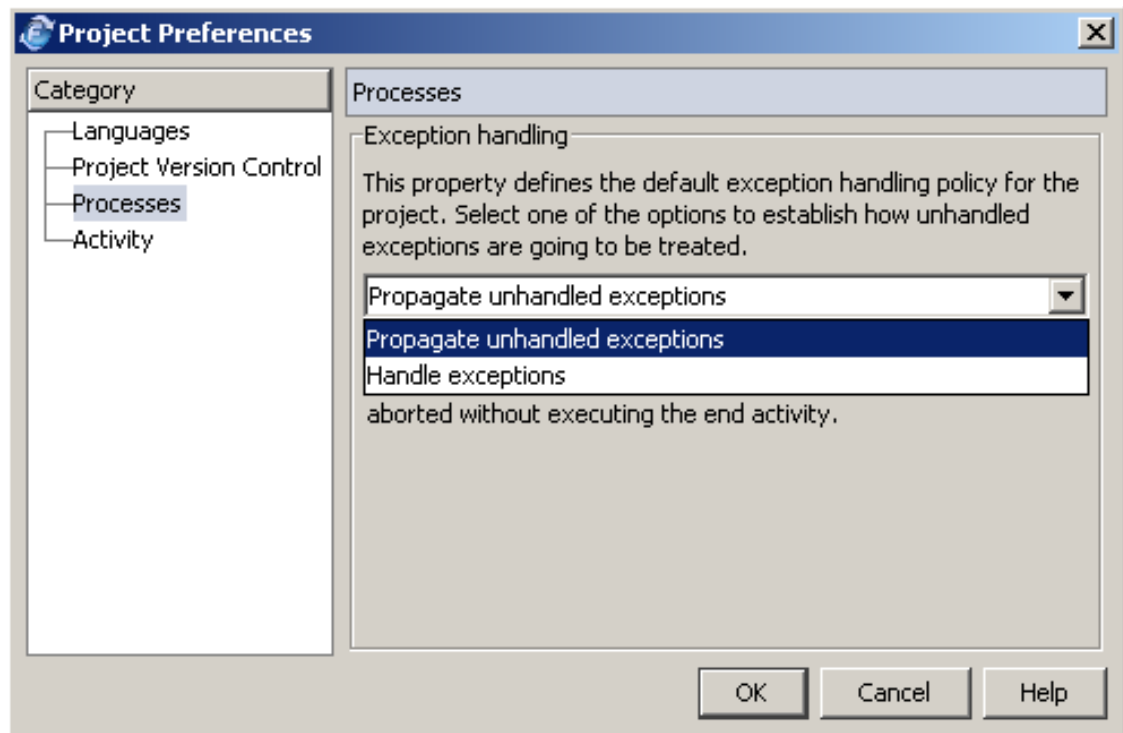 Project Preferences
Category
Languages
Project Version Control
Processes
Activity
Processes
Exception handling
This property defines the default exception handling policy for the
project. Select one of the options to establish how unhandled
exceptions are going to be treated.
Propagate unhandled exceptions
Propagate unhandled exceptions
Handle exceptions
aborted without executing the end activity.
OK
Cancel
Help